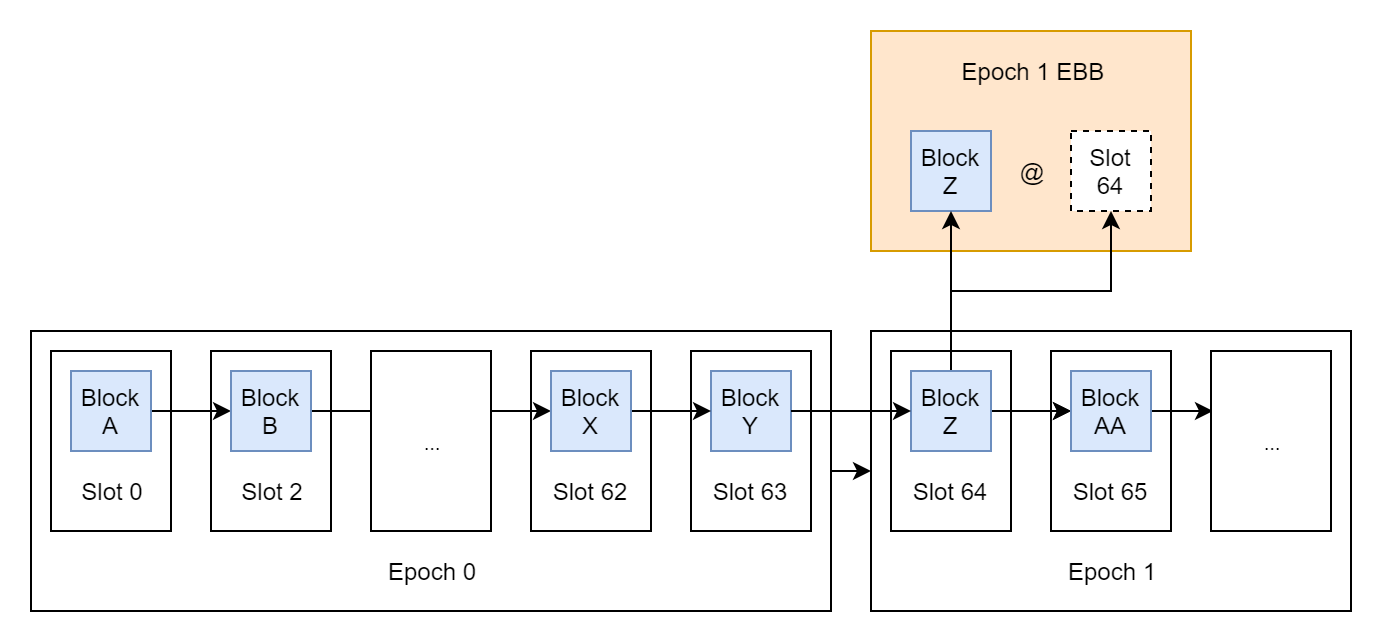 Epoch 1 EBB
Block
Z
@
Slot
64
Block
A
Slot 0
Block
B
Slot 2
...
Block
X
Slot 62
Block
Y
Slot 63
Epoch 0
Block
Z
Slot 64
Block
AA
Slot 65
...
Epoch 1